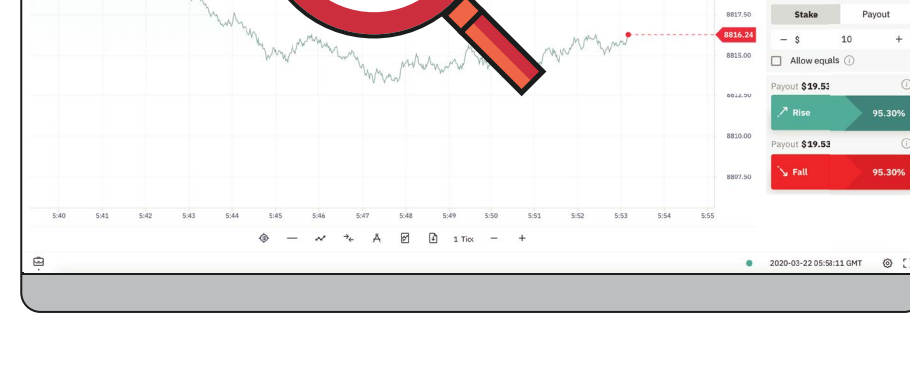 8817.50
8816.24
8815.00
8812.50
8810.00
8807.50
5:40 5:41 5:42 5:43 5:44 5:45 5:46 5:47 5:48 5:49 5:50 5:51 5:52 5:53 5:54 5:55
1 Tick − +
Stake Payout
− $ 10 +
Allow equals
Payout $19.53
Rise 95.30%
Payout $19.53
Fall 95.30%
2020-03-22 05:53:11 GMT